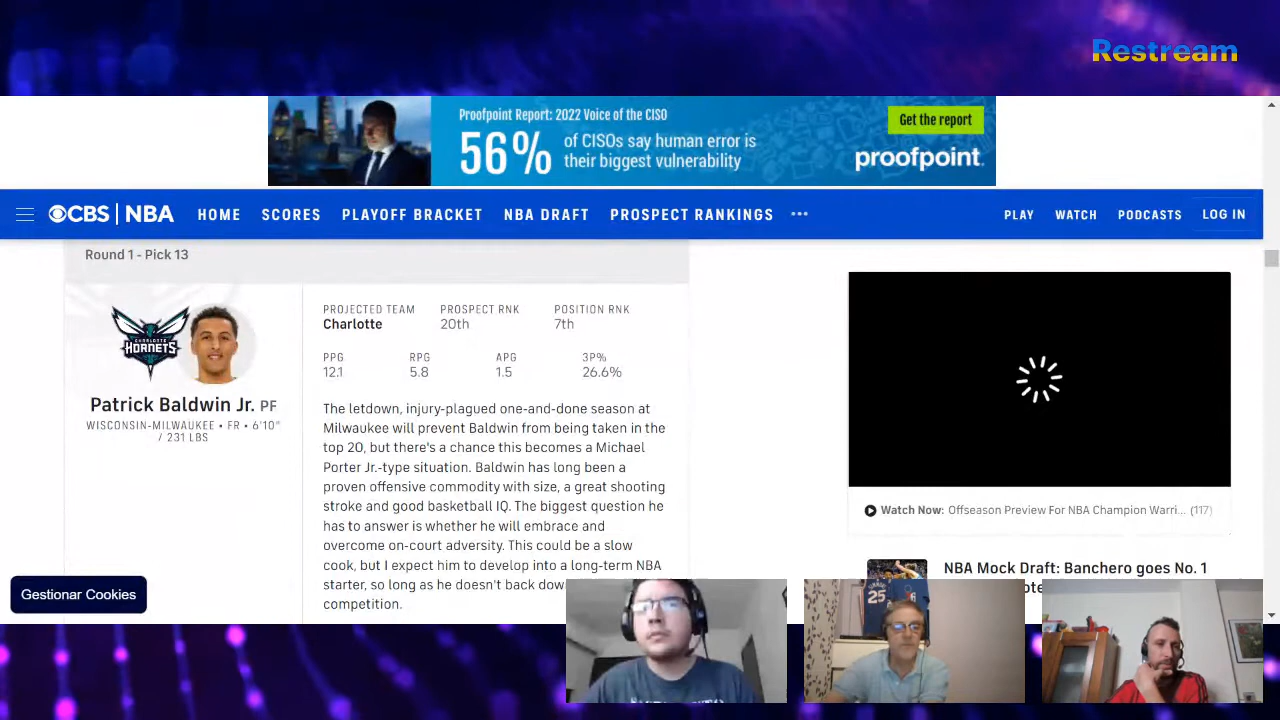 Restream
Proofpoint Report: 2022 Voice of the CISO
56%
of CISOs say human error is
their biggest vulnerability
Get the report
proofpoint.
CBS | NBA
HOME
SCORES
PLAYOFF BRACKET
NBA DRAFT
PROSPECT RANKINGS
•••
PLAY
WATCH
PODCASTS
LOG IN
Round 1 - Pick 13
CHARLOTTE
HORNETS
Patrick Baldwin Jr. PF
WISCONSIN-MILWAUKEE • FR • 6'10"
/ 231 LBS
PROJECTED TEAM
Charlotte
PROSPECT RNK
20th
POSITION RNK
7th
PPG
12.1
RPG
5.8
APG
1.5
3P%
26.6%
The letdown, injury-plagued one-and-done season at
Milwaukee will prevent Baldwin from being taken in the
top 20, but there's a chance this becomes a Michael
Porter Jr.-type situation. Baldwin has long been a
proven offensive commodity with size, a great shooting
stroke and good basketball IQ. The biggest question he
has to answer is whether he will embrace and
overcome on-court adversity. This could be a slow
cook, but I expect him to develop into a long-term NBA
starter, so long as he doesn't back dow
competition.
Watch Now: Offseason Preview For NBA Champion Warri... (117)
NBA Mock Draft: Banchero goes No. 1
Gestionar Cookies
25
6